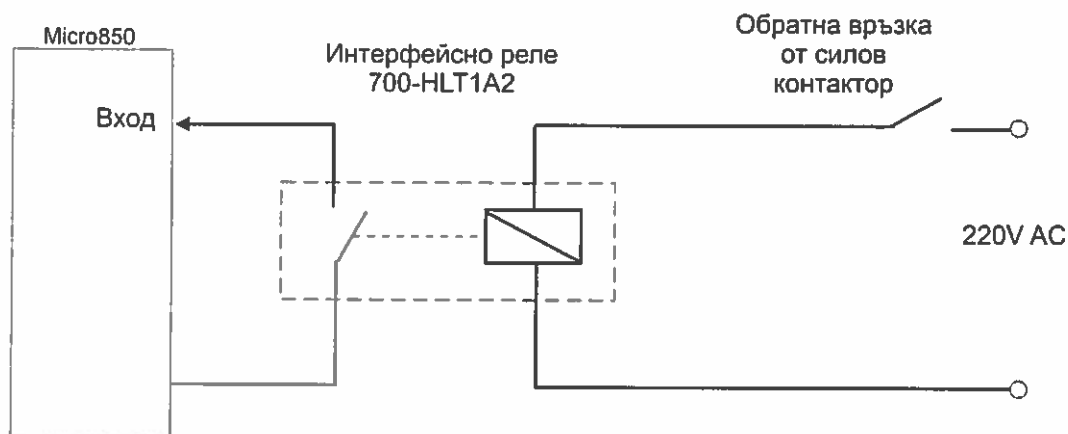 Micro850
Вход
Интерфейсно реле
700-HLT1A2
Обратна връзка
от силов
контактор
220V AC